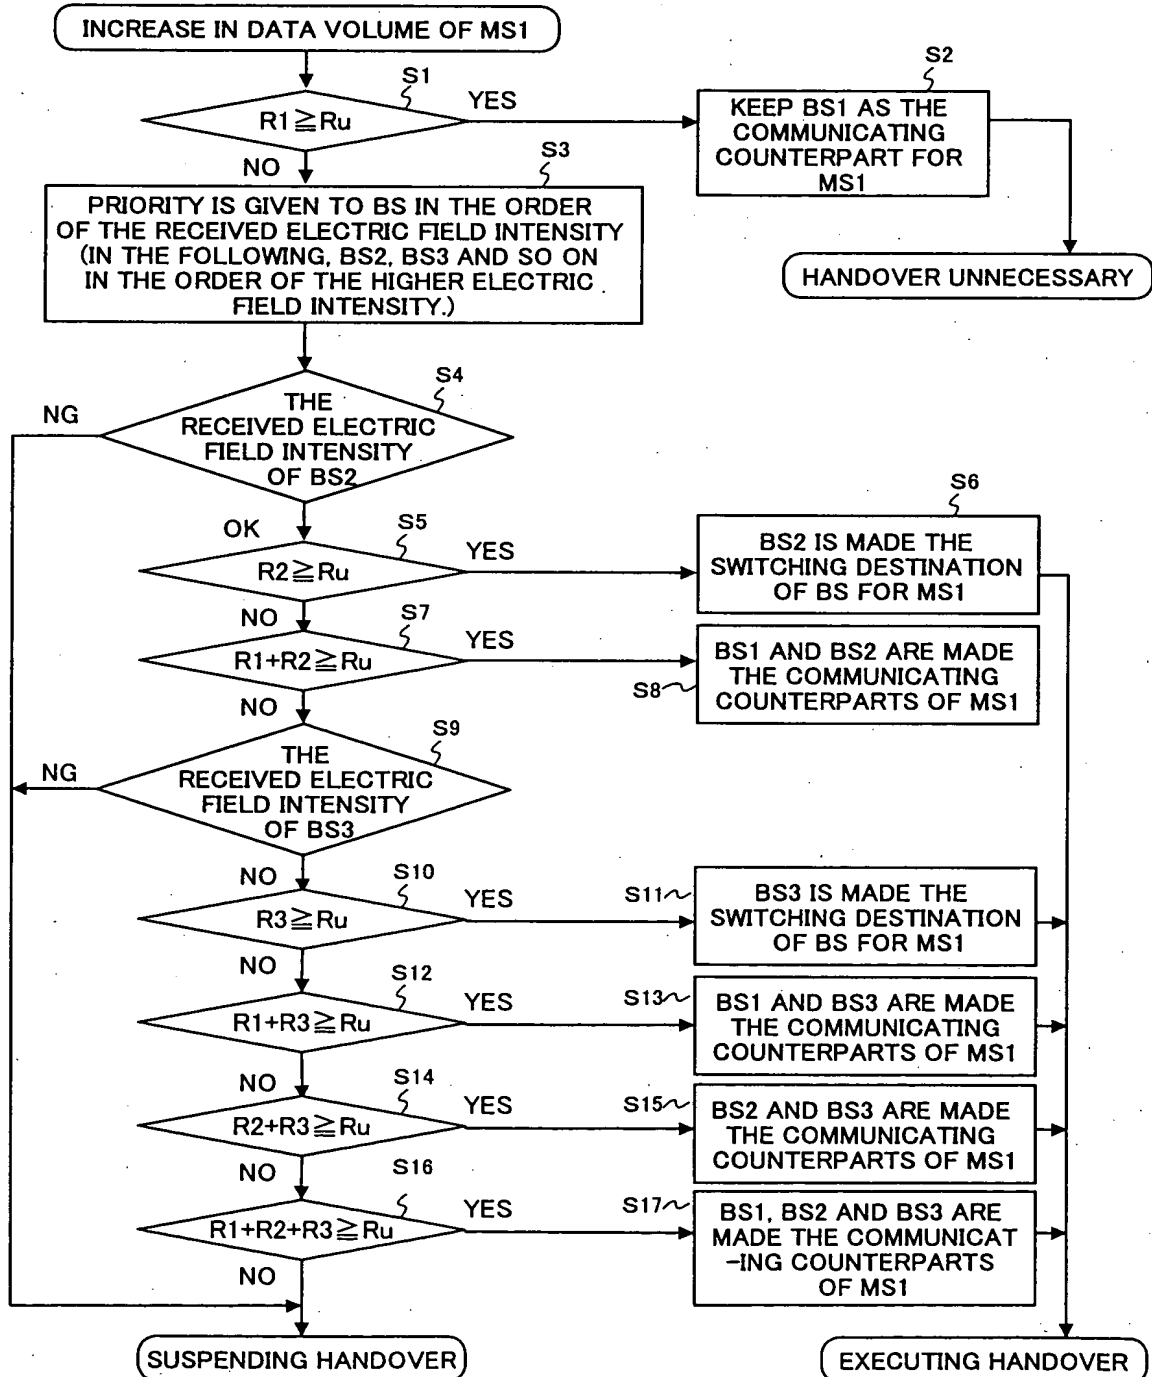 INCREASE IN DATA VOLUME OF MS1
S1
R1≧Ru
YES
NO
S2
KEEP BS1 AS THE
COMMUNICATING
COUNTERPART FOR
MS1
HANDOVER UNNECESSARY
S3
PRIORITY IS GIVEN TO BS IN THE ORDER
OF THE RECEIVED ELECTRIC FIELD INTENSITY
(IN THE FOLLOWING, BS2, BS3 AND SO ON
IN THE ORDER OF THE HIGHER ELECTRIC
FIELD INTENSITY.)
S4
NG
THE
RECEIVED ELECTRIC
FIELD INTENSITY
OF BS2
OK
S5
R2≧Ru
YES
NO
S6
BS2 IS MADE THE
SWITCHING DESTINATION
OF BS FOR MS1
S7
R1+R2≧Ru
YES
NO
S8
BS1 AND BS2 ARE MADE
THE COMMUNICATING
COUNTERPARTS OF MS1
S9
NG
THE
RECEIVED ELECTRIC
FIELD INTENSITY
OF BS3
NO
S10
R3≧Ru
YES
NO
S11
BS3 IS MADE THE
SWITCHING DESTINATION
OF BS FOR MS1
S12
R1+R3≧Ru
YES
NO
S13
BS1 AND BS3 ARE MADE
THE COMMUNICATING
COUNTERPARTS OF MS1
S14
R2+R3≧Ru
YES
NO
S15
BS2 AND BS3 ARE MADE
THE COMMUNICATING
COUNTERPARTS OF MS1
S16
R1+R2+R3≧Ru
YES
NO
S17
BS1, BS2 AND BS3 ARE
MADE THE COMMUNICAT
-ING COUNTERPARTS
OF MS1
SUSPENDING HANDOVER
EXECUTING HANDOVER